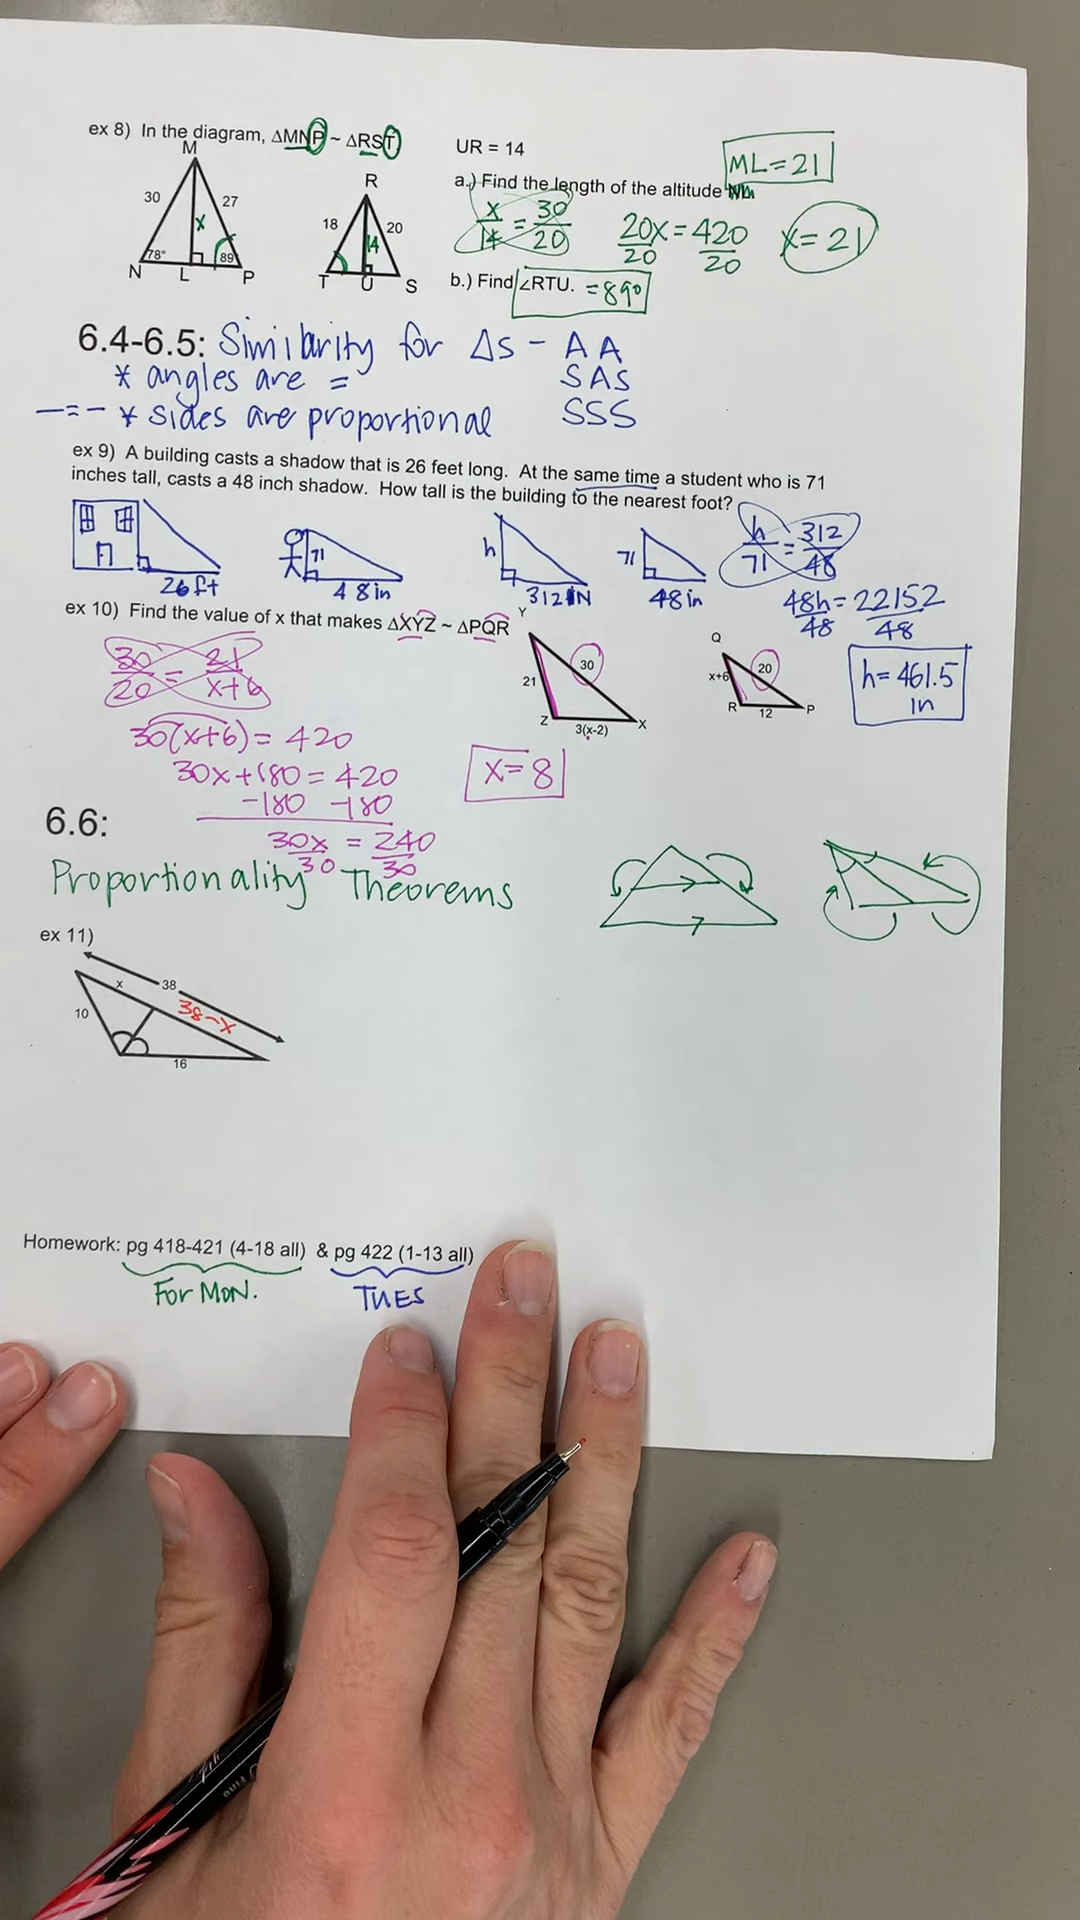 ex 8) In the diagram, ΔMNP ~ ΔRST
UR = 14
ML = 21
a.) Find the length of the altitude
x/14 = 30/20
20x/20 = 420/20
x = 21
b.) Find ∠RTU. = 89°
M
30
27
x
78°
89
N
L
P
R
18
20
14
T
U
S
6.4-6.5: Similarity for Δs - AA
* angles are =
SAS
-=- * sides are proportional
SSS
ex 9) A building casts a shadow that is 26 feet long. At the same time a student who is 71
inches tall, casts a 48 inch shadow. How tall is the building to the nearest foot?
26 ft
71
48 in
h
312 IN
71
48 in
h/71 = 312/48
48h/48 = 22152/48
h = 461.5
in
ex 10) Find the value of x that makes ΔXYZ ~ ΔPQR
30/20 = 21/x+6
30(x+6) = 420
30x+180 = 420
-180 -180
30x/30 = 240/30
x = 8
Y
30
21
Z
3(x-2)
X
Q
x+6
20
R
12
P
6.6:
Proportionality Theorems
ex 11)
x
38
38-x
10
16
Homework: pg 418-421 (4-18 all) & pg 422 (1-13 all)
For MON.
TUES